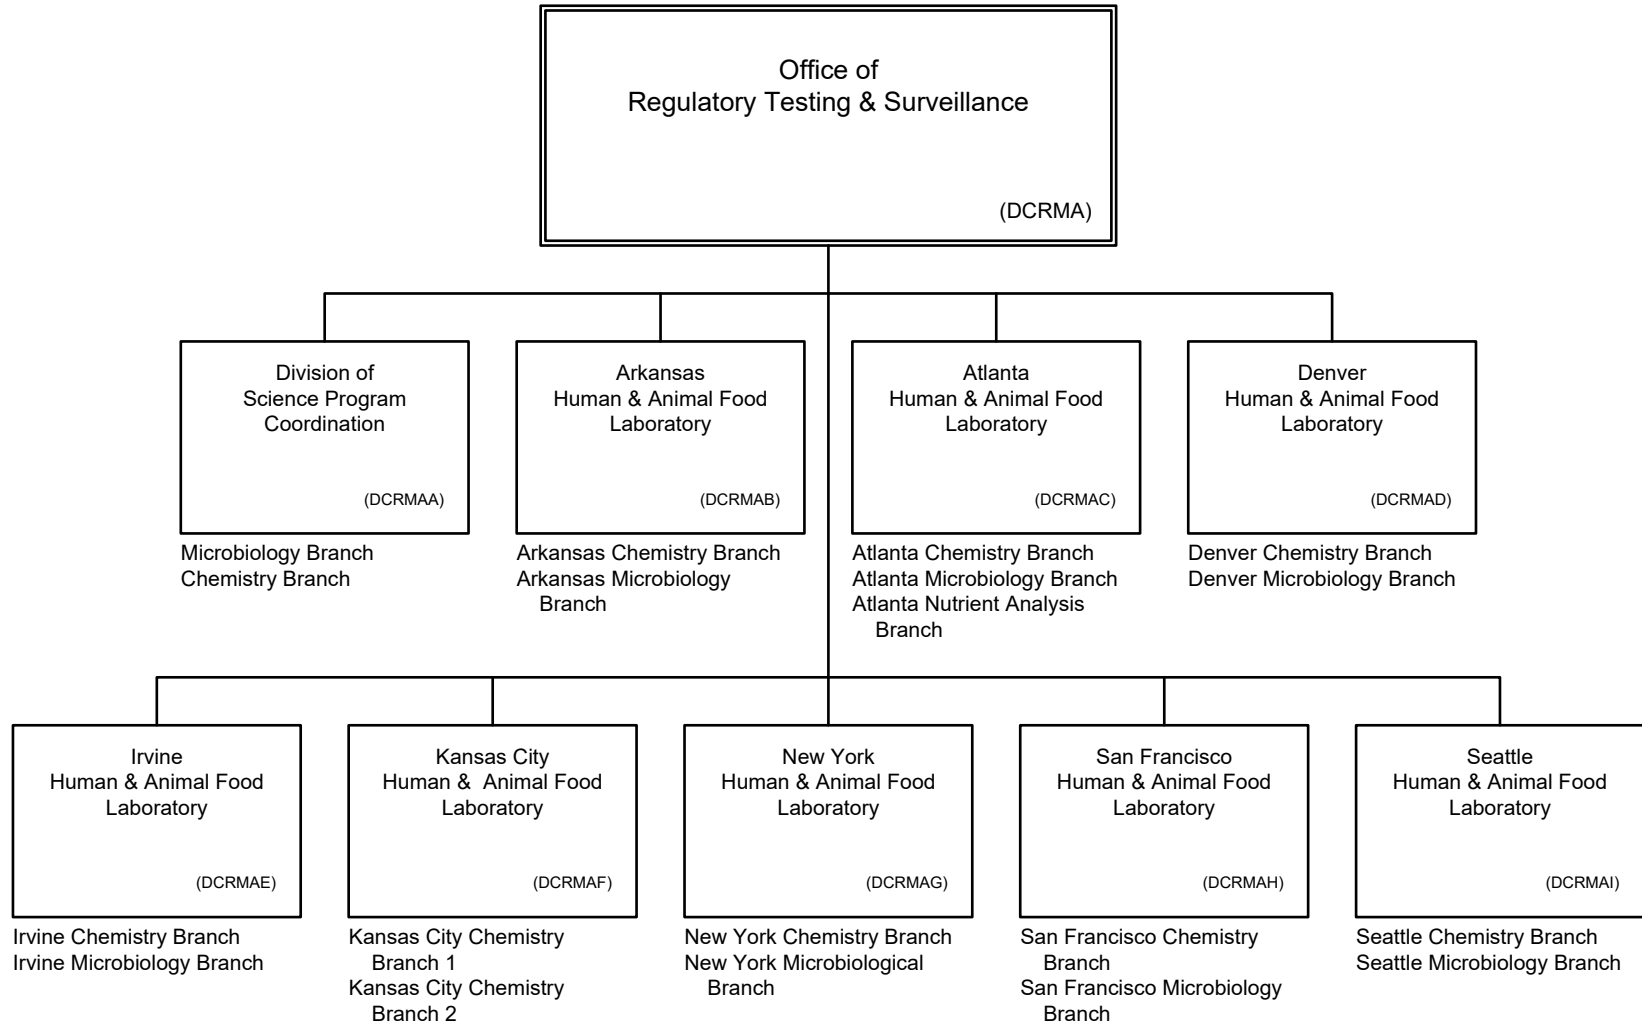 Office of
Regulatory Testing & Surveillance
(DCRMA)
Division of
Science Program
Coordination
(DCRMAA)
Microbiology Branch
Chemistry Branch
Arkansas
Human & Animal Food
Laboratory
(DCRMAB)
Arkansas Chemistry Branch
Arkansas Microbiology
Branch
Atlanta
Human & Animal Food
Laboratory
(DCRMAC)
Atlanta Chemistry Branch
Atlanta Microbiology Branch
Atlanta Nutrient Analysis
Branch
Denver
Human & Animal Food
Laboratory
(DCRMAD)
Denver Chemistry Branch
Denver Microbiology Branch
Irvine
Human & Animal Food
Laboratory
(DCRMAE)
Irvine Chemistry Branch
Irvine Microbiology Branch
Kansas City
Human &  Animal Food
Laboratory
(DCRMAF)
Kansas City Chemistry
Branch 1
Kansas City Chemistry
Branch 2
New York
Human & Animal Food
Laboratory
(DCRMAG)
New York Chemistry Branch
New York Microbiological
Branch
San Francisco
Human & Animal Food
Laboratory
(DCRMAH)
San Francisco Chemistry
Branch
San Francisco Microbiology
Branch
Seattle
Human & Animal Food
Laboratory
(DCRMAI)
Seattle Chemistry Branch
Seattle Microbiology Branch